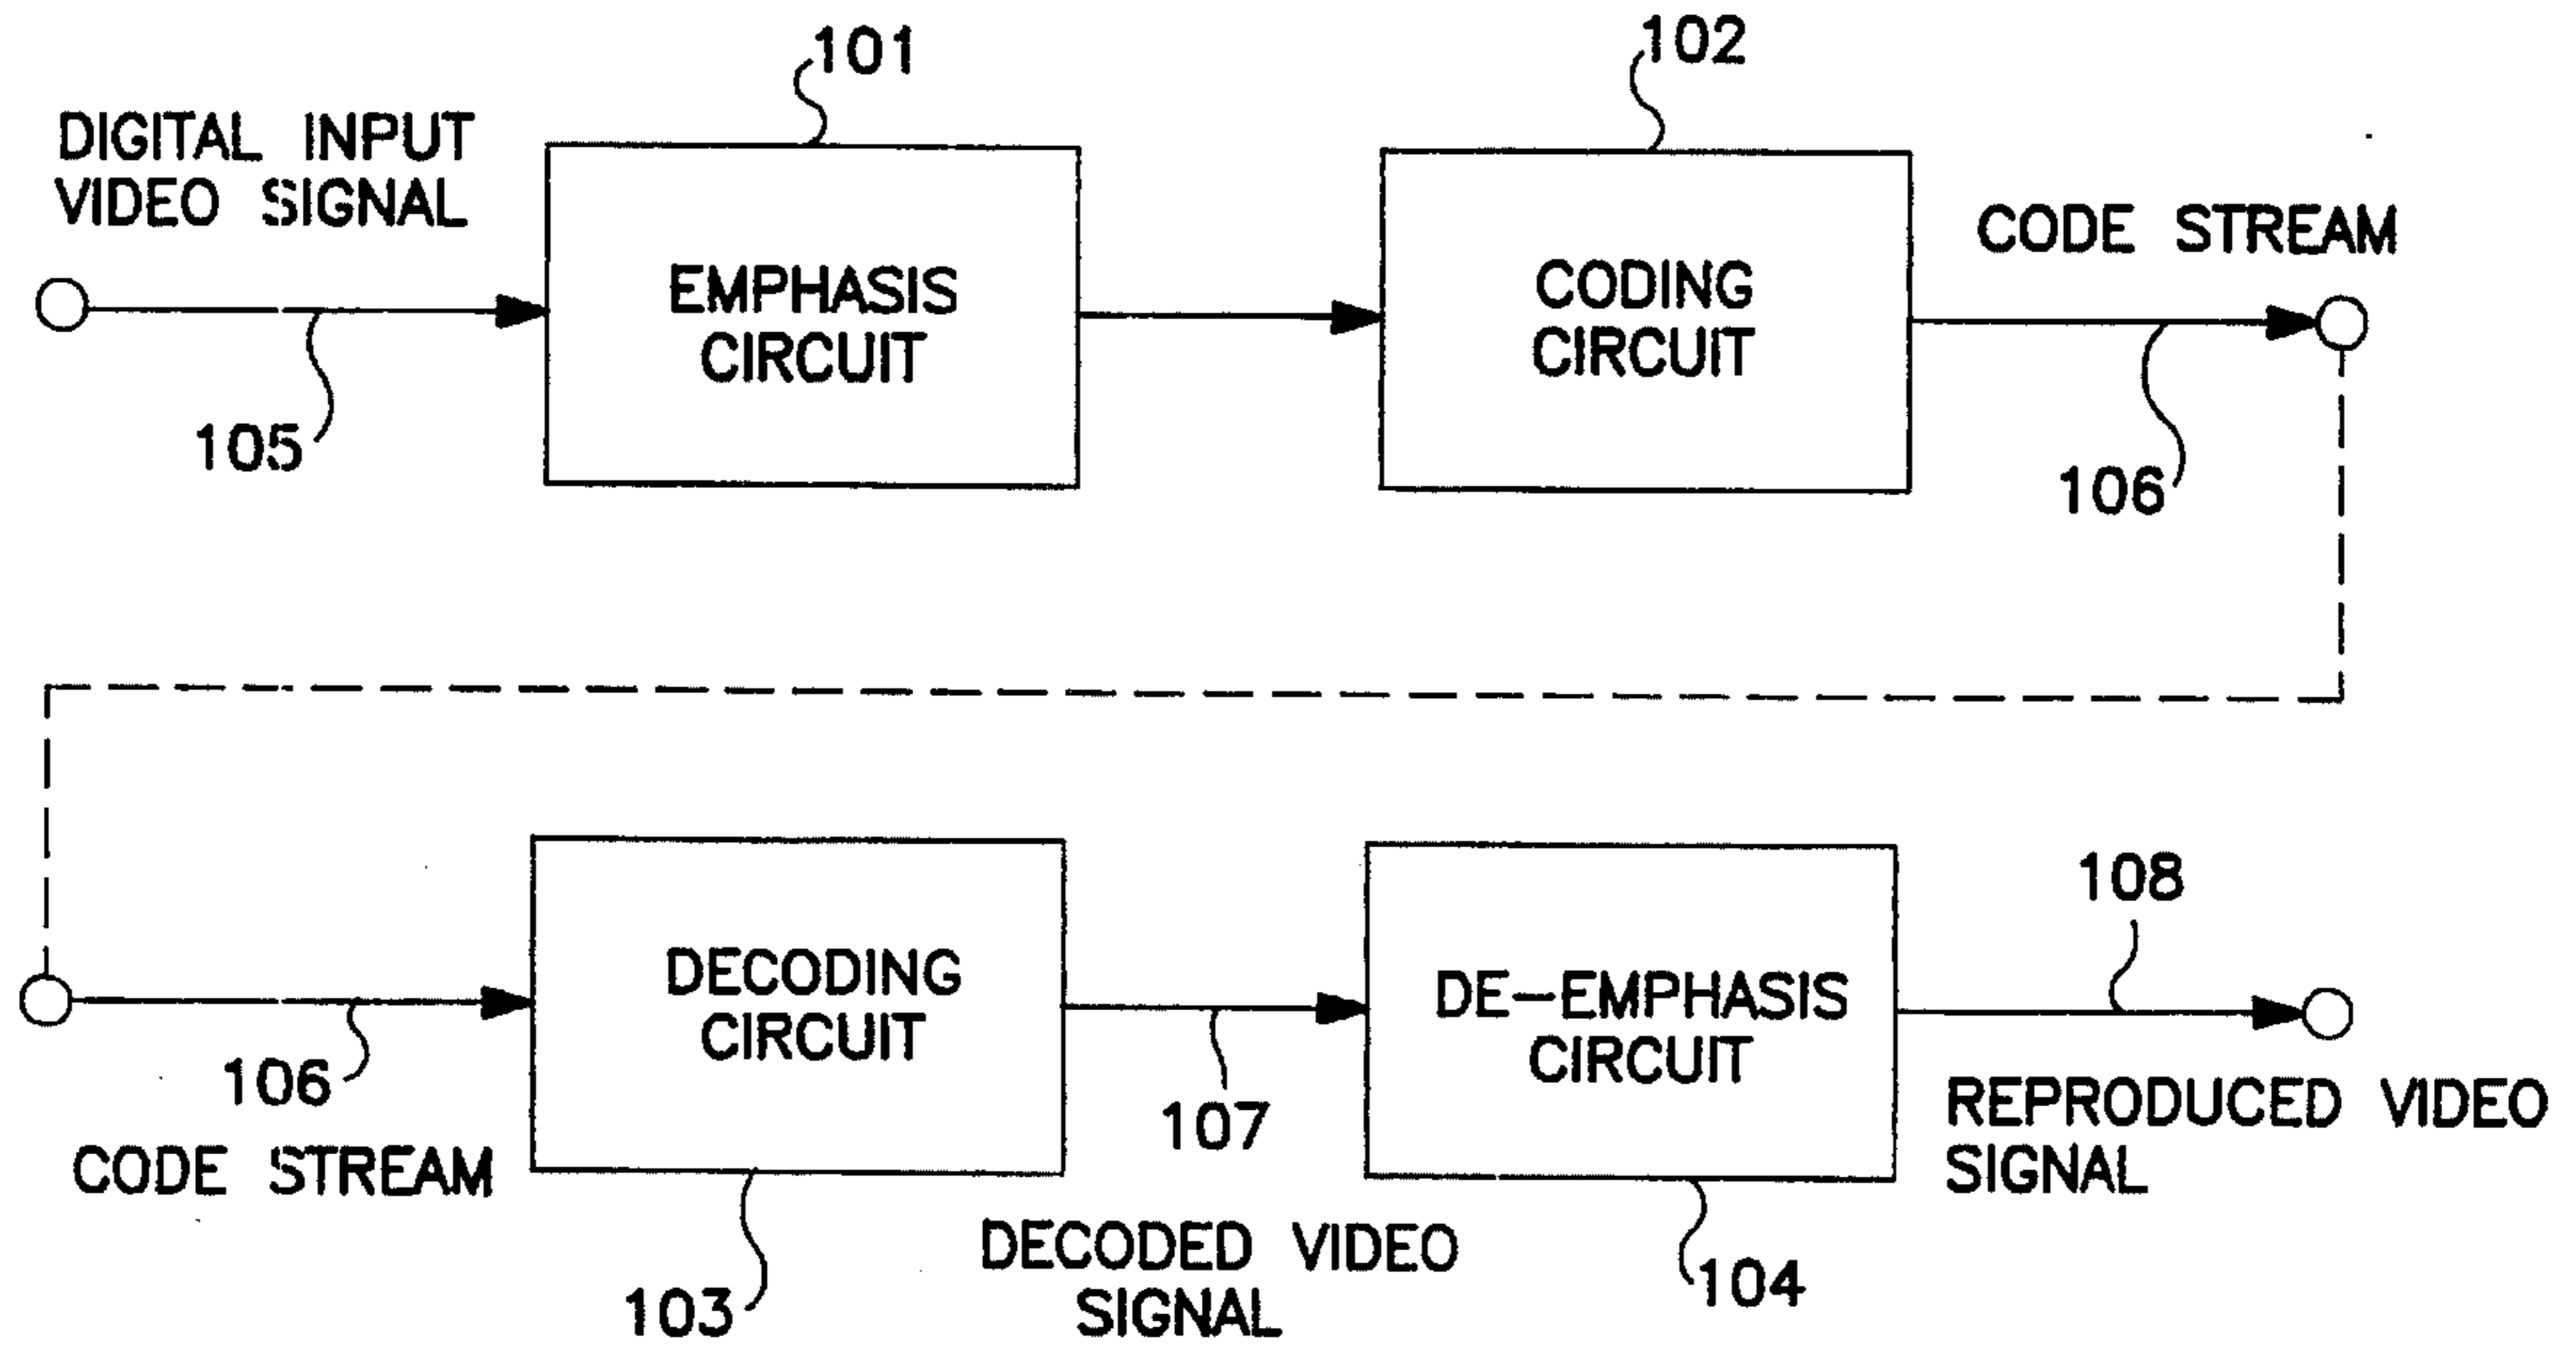 101
102
DIGITAL INPUT
VIDEO SIGNAL
EMPHASIS
CIRCUIT
CODING
CIRCUIT
CODE STREAM
105
106
DECODING
CIRCUIT
DE-EMPHASIS
CIRCUIT
108
106
CODE STREAM
107
REPRODUCED VIDEO
SIGNAL
103
DECODED VIDEO
SIGNAL
104